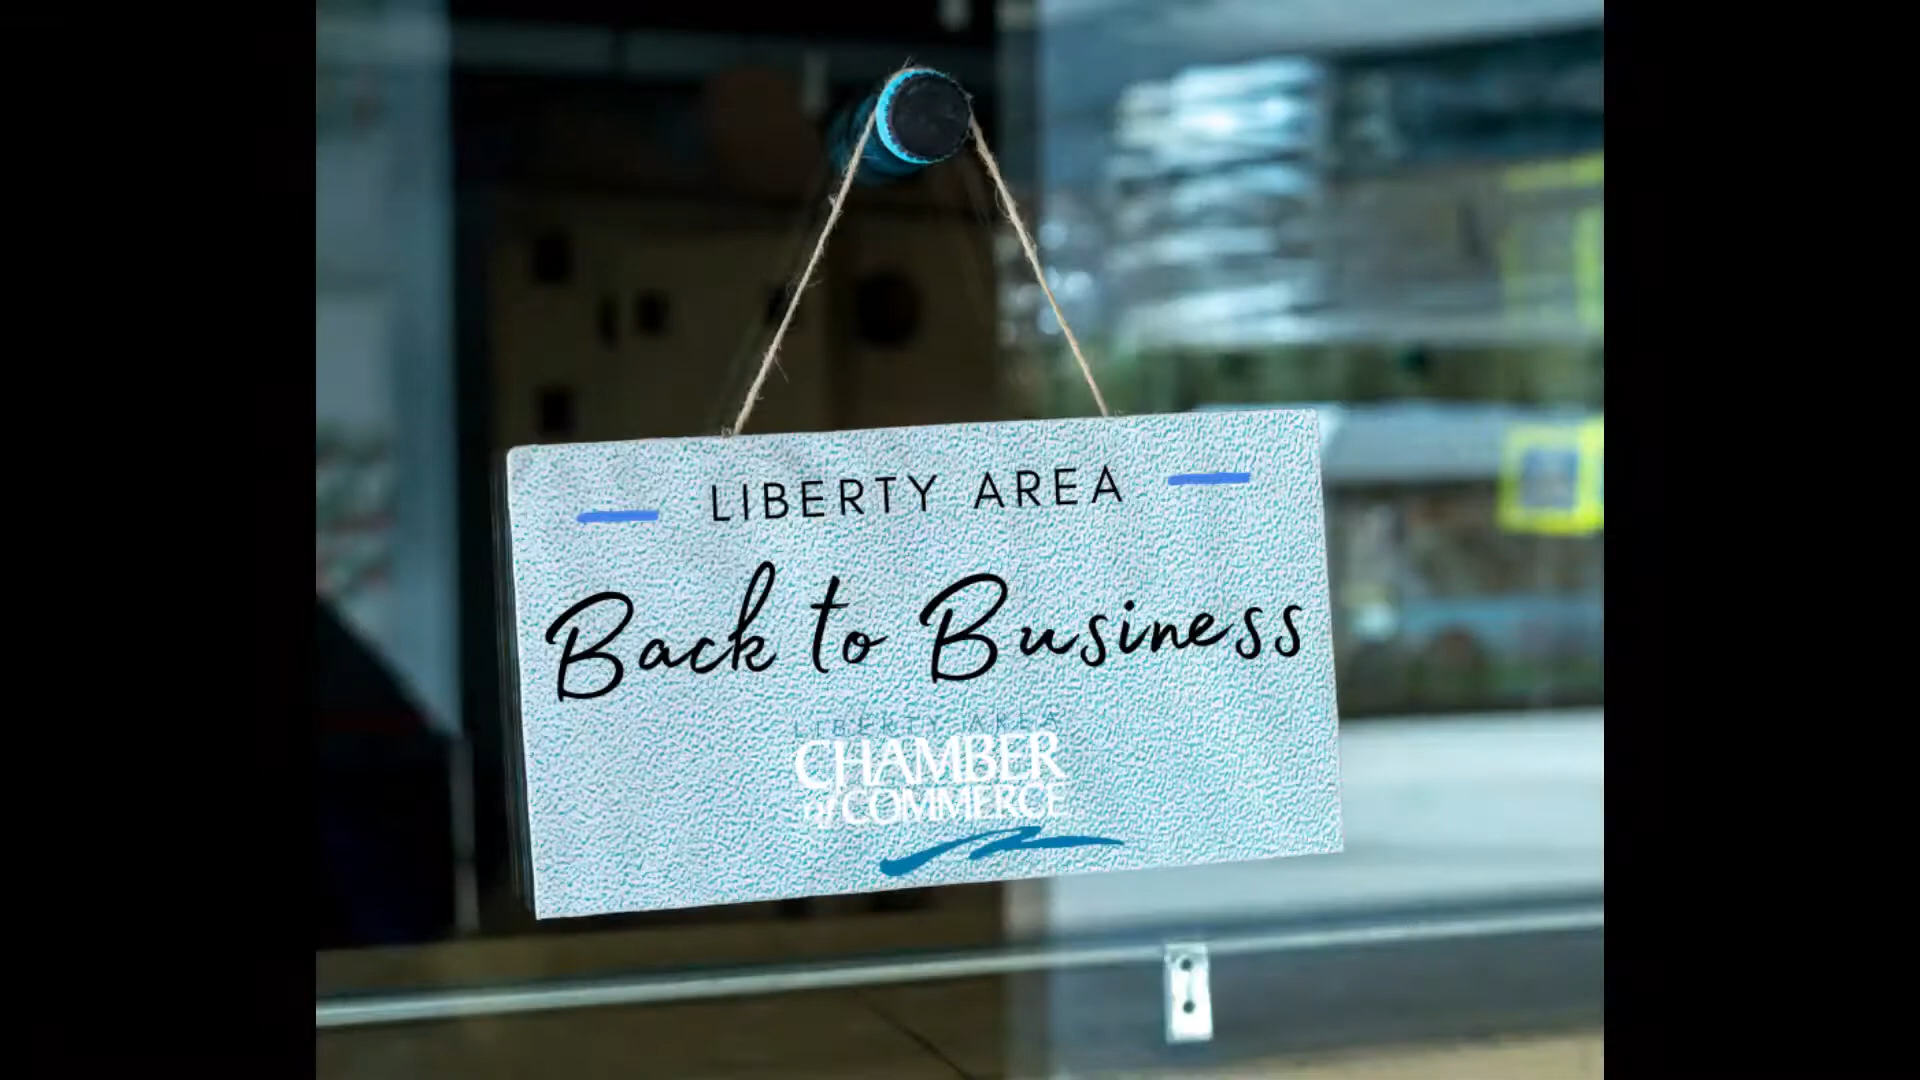 LIBERTY AREA
Back to Business
LIBERTY AREA
CHAMBER
of COMMERCE